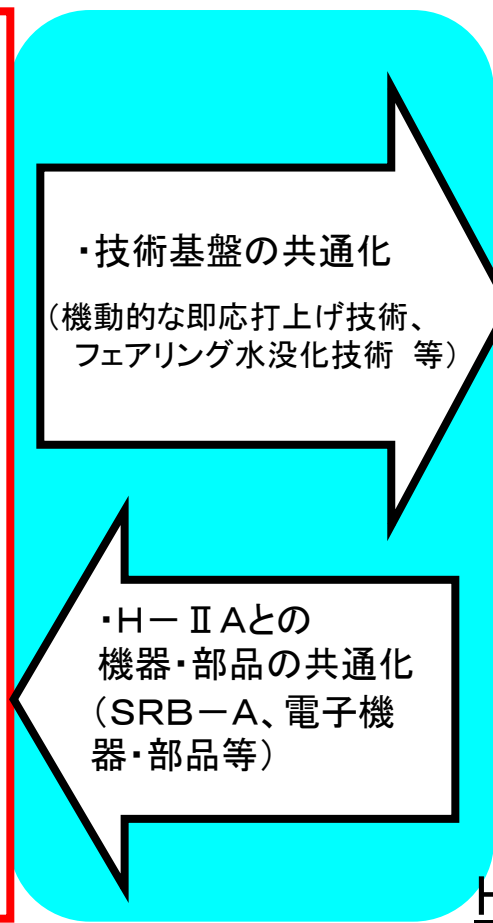 ・技術基盤の共通化
（機動的な即応打上げ技術、
フェアリング水没化技術 等）
・H－ⅡAとの
機器・部品の共通化
（SRB－A、電子機
器・部品等）
H